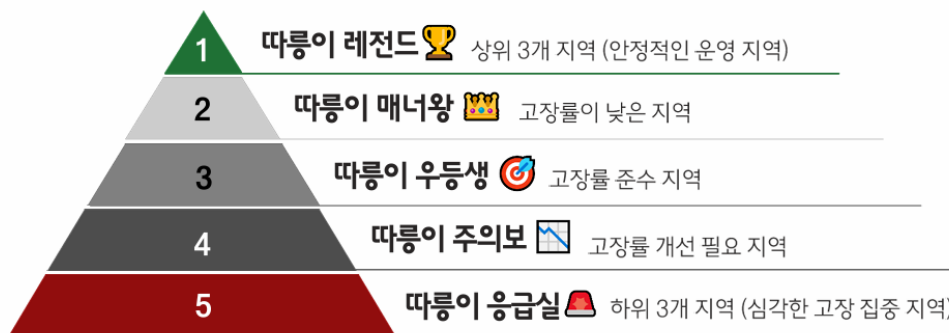 1 따릉이 레전드🏆 상위 3개 지역 (안정적인 운영 지역)
2 따릉이 매너왕 👑 고장률이 낮은 지역
3 따릉이 우등생 🎯 고장률 준수 지역
4 따릉이 주의보 📉 고장률 개선 필요 지역
5 따릉이 응급실🚨 하위 3개 지역 (심각한 고장 집중 지역)